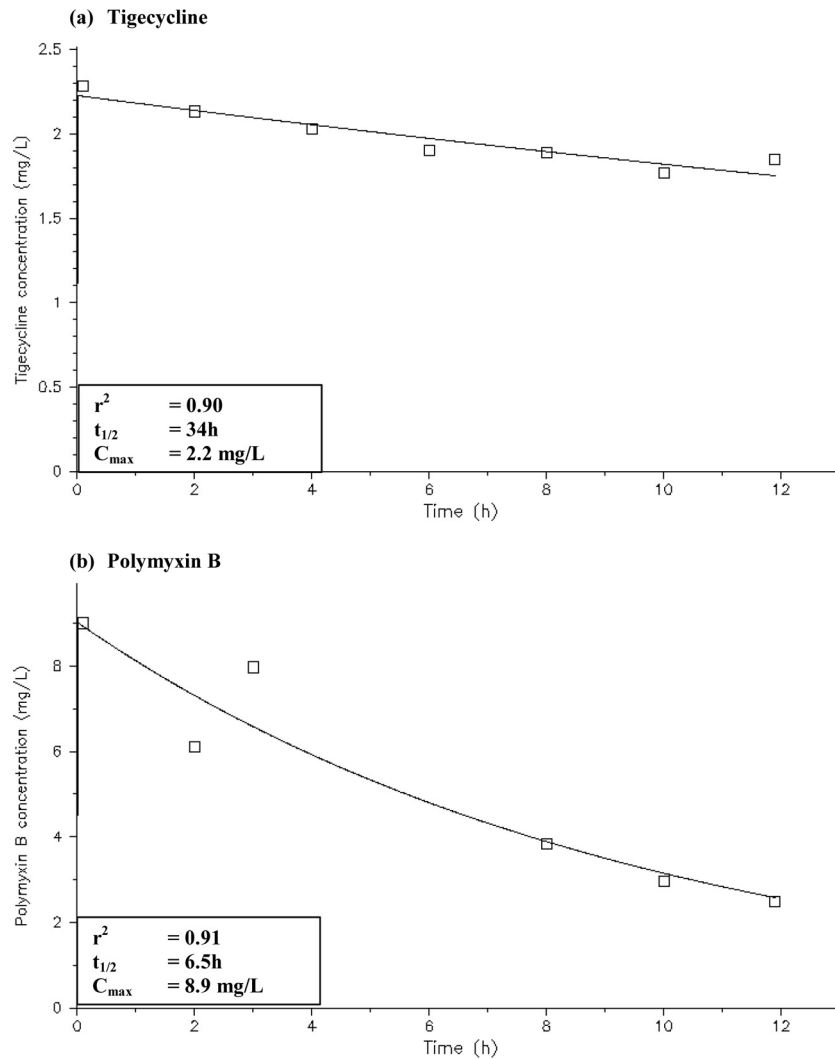 (a) Tigecycline
2.5
2
1.5
1
0.5
0
Tigecycline concentration (mg/L)
r² = 0.90
t1/2 = 34h
Cmax = 2.2 mg/L
0 2 4 6 8 10 12
Time (h)
(b) Polymyxin B
8
6
4
2
0
Polymyxin B concentration (mg/L)
r² = 0.91
t1/2 = 6.5h
Cmax = 8.9 mg/L
0 2 4 6 8 10 12
Time (h)